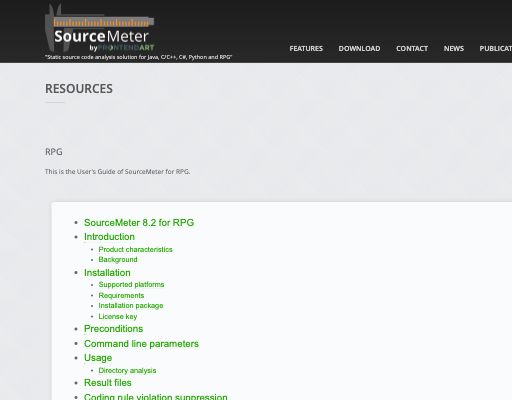 SourceMeter
by FRONTENDART
"Static source code analysis solution for Java, C/C++, C#, Python and RPG"
FEATURES DOWNLOAD CONTACT NEWS PUBLICAT
RESOURCES
RPG
This is the User's Guide of SourceMeter for RPG.
SourceMeter 8.2 for RPG
Introduction
Product characteristics
Background
Installation
Supported platforms
Requirements
Installation package
License key
Preconditions
Command line parameters
Usage
Directory analysis
Result files
Coding rule violation suppression